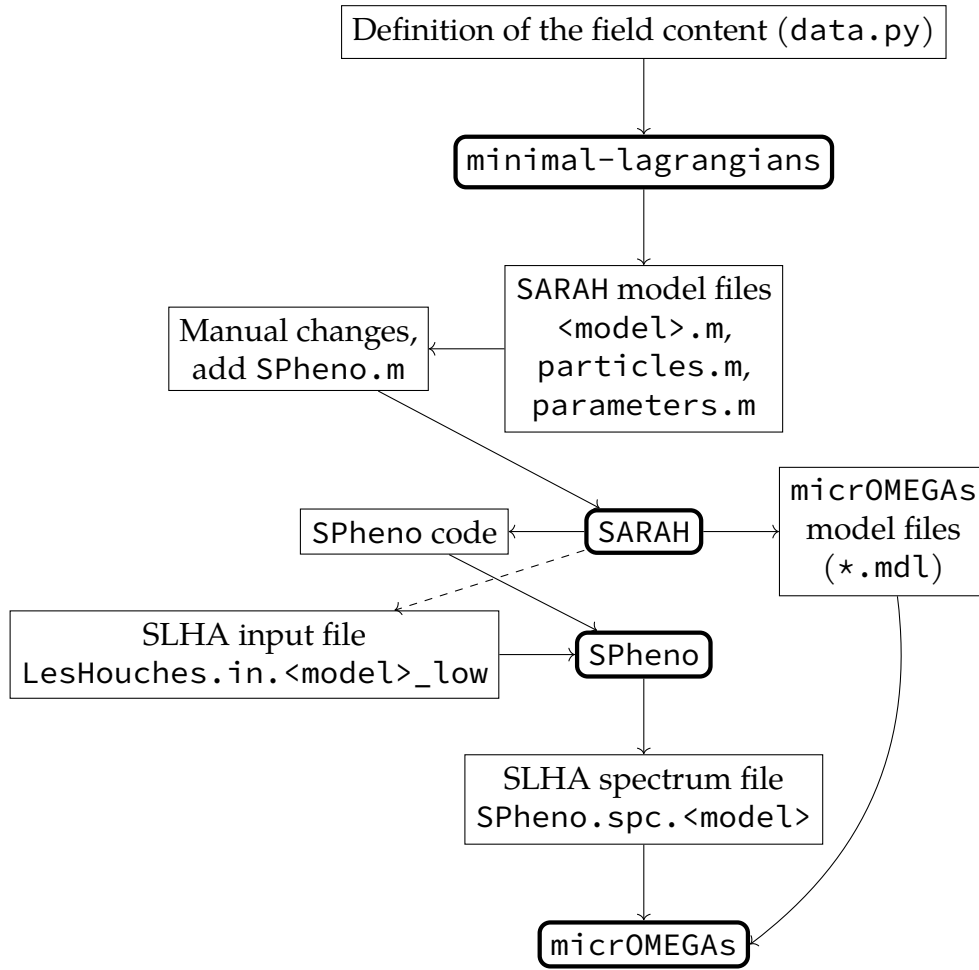 Definition of the field content (data.py)
minimal-lagrangians
SARAH model files
<model>.m,
particles.m,
parameters.m
Manual changes,
add SPheno.m
SPheno code
SARAH
micrOMEGAs
model files
(*.mdl)
SLHA input file
LesHouches.in.<model>_low
SPheno
SLHA spectrum file
SPheno.spc.<model>
micrOMEGAs